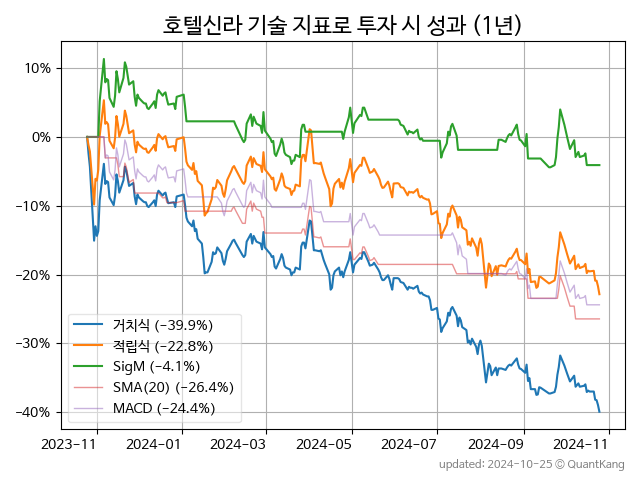 호텔신라 기술 지표로 투자 시 성과 (1년)
10%
0%
−10%
−20%
−30%
−40%
거치식 (−39.9%)
적립식 (−22.8%)
SigM (−4.1%)
SMA(20) (−26.4%)
MACD (−24.4%)
2023−11 2024−01 2024−03 2024−05 2024−07 2024−09 2024−11
updated: 2024-10-25 ⓒ QuantKang